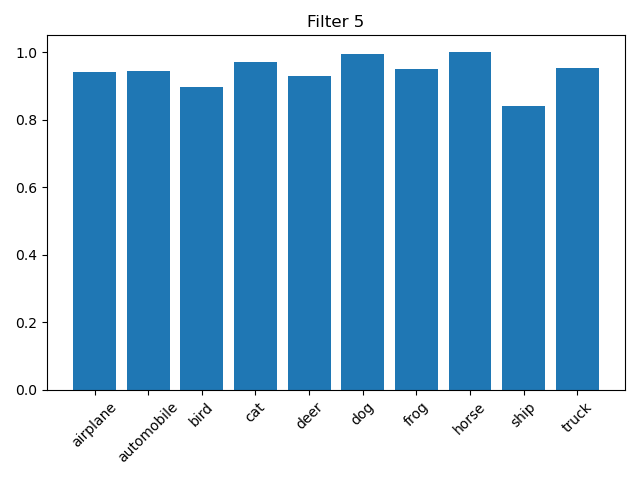 Filter 5
1.0
0.8
0.6
0.4
0.2
0.0
airplane
automobile
bird
cat
deer
dog
frog
horse
ship
truck